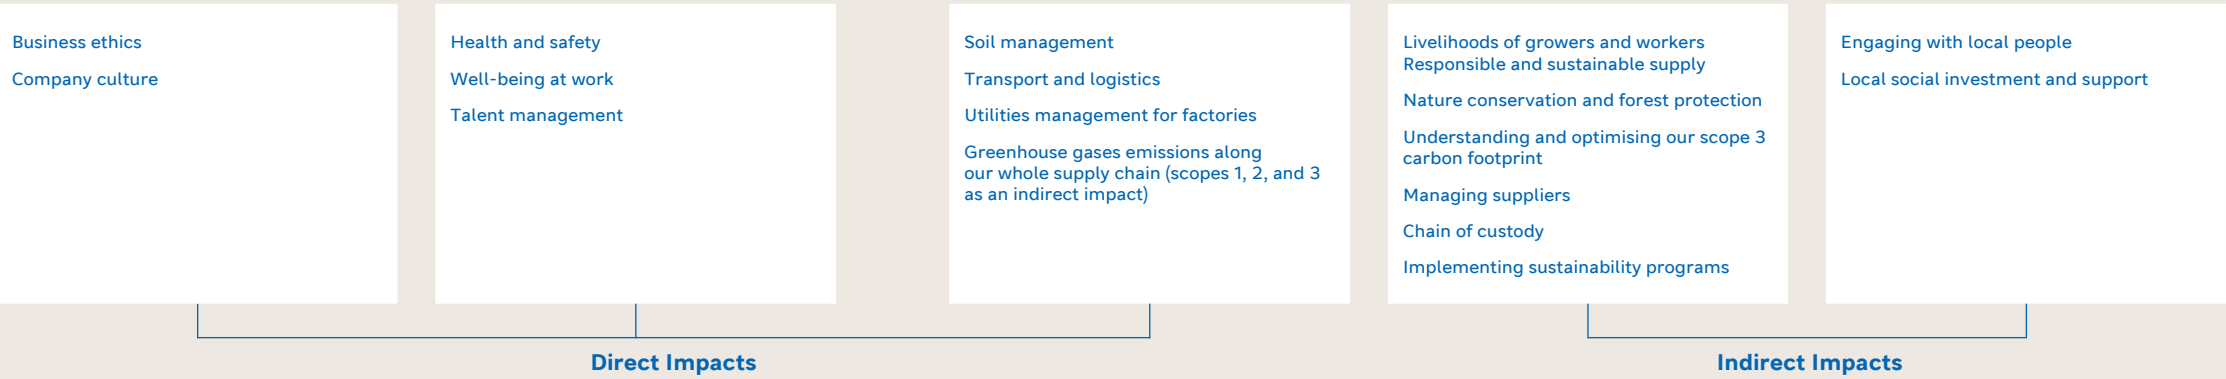 Business ethics
Company culture
Health and safety
Well-being at work
Talent management
Soil management
Transport and logistics
Utilities management for factories
Greenhouse gases emissions along
our whole supply chain (scopes 1, 2, and 3
as an indirect impact)
Livelihoods of growers and workers
Responsible and sustainable supply
Nature conservation and forest protection
Understanding and optimising our scope 3
carbon footprint
Managing suppliers
Chain of custody
Implementing sustainability programs
Engaging with local people
Local social investment and support
Direct Impacts
Indirect Impacts